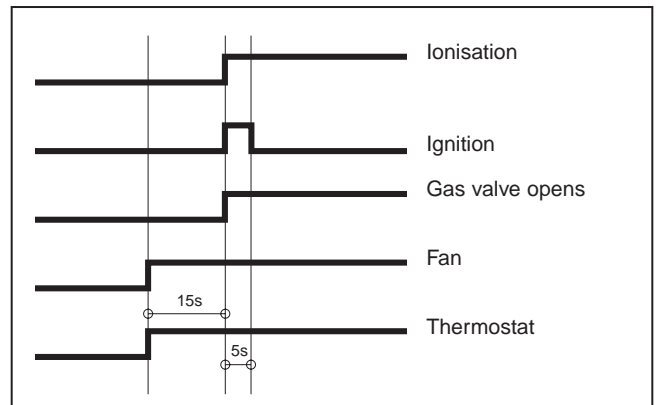 Ionisation
Ignition
Gas valve opens
Fan
15s
Thermostat
5s